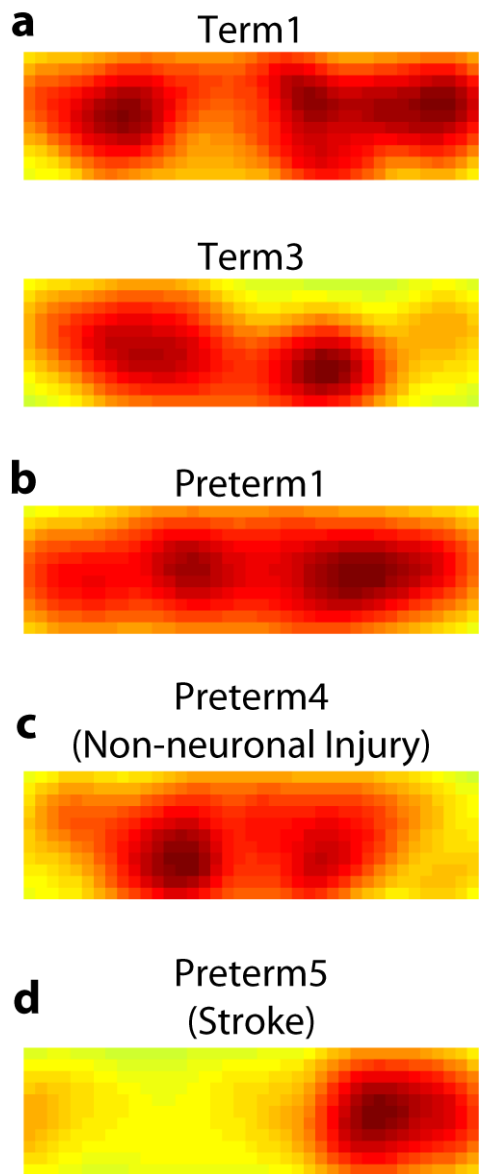 a
Term1
Term3
b
Preterm1
c
Preterm4
(Non-neuronal Injury)
d
Preterm5
(Stroke)